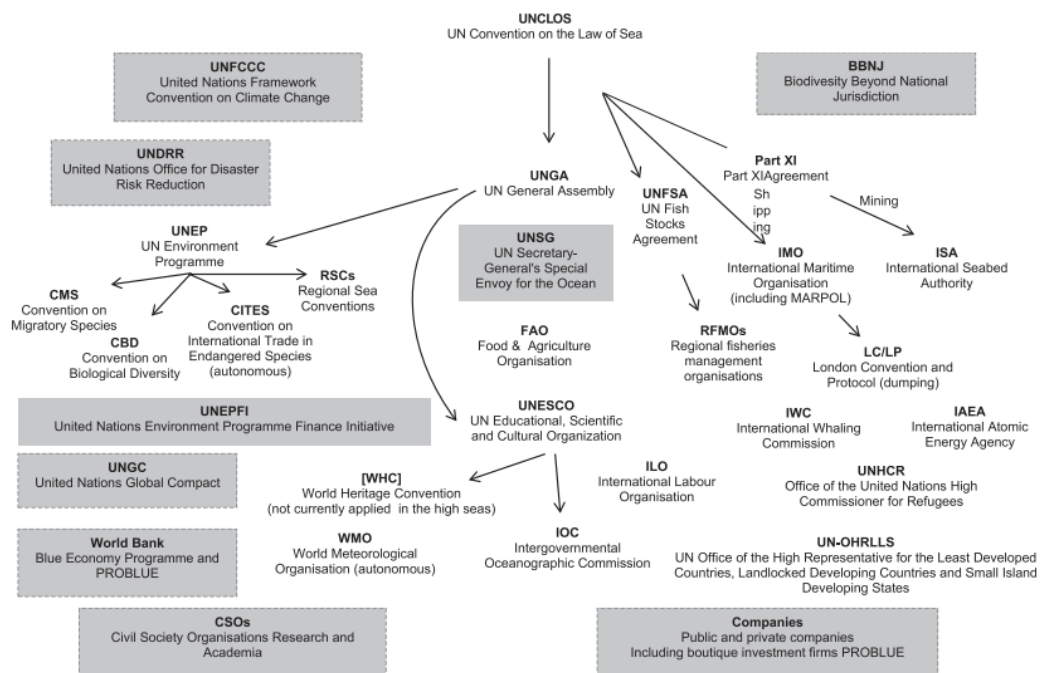 UNCLOS
UN Convention on the Law of Sea
UNFCCC
United Nations Framework
Convention on Climate Change
BBNJ
Biodivesity Beyond National
Jurisdiction
UNDRR
United Nations Office for Disaster
Risk Reduction
UNGA
UN General Assembly
UNFSA
UN Fish
Stocks
Agreement
Part XI
Part XIAgreement
Sh
ipp
ing
Mining
UNEP
UN Environment
Programme
UNSG
UN Secretary-
General's Special
Envoy for the Ocean
IMO
International Maritime
Organisation
(including MARPOL)
ISA
International Seabed
Authority
CMS
Convention on
Migratory Species
CBD
Convention on
Biological Diversity
CITES
Convention on
International Trade in
Endangered Species
(autonomous)
RSCs
Regional Sea
Conventions
FAO
Food & Agriculture
Organisation
RFMOs
Regional fisheries
management
organisations
LC/LP
London Convention and
Protocol (dumping)
UNEPFI
United Nations Environment Programme Finance Initiative
UNESCO
UN Educational, Scientific
and Cultural Organization
IWC
International Whaling
Commission
IAEA
International Atomic
Energy Agency
UNGC
United Nations Global Compact
[WHC]
World Heritage Convention
(not currently applied in the high seas)
ILO
International Labour
Organisation
UNHCR
Office of the United Nations High
Commissioner for Refugees
World Bank
Blue Economy Programme and
PROBLUE
WMO
World Meteorological
Organisation (autonomous)
IOC
Intergovernmental
Oceanographic Commission
UN-OHRLLS
UN Office of the High Representative for the Least Developed
Countries, Landlocked Developing Countries and Small Island
Developing States
CSOs
Civil Society Organisations Research and
Academia
Companies
Public and private companies
Including boutique investment firms PROBLUE